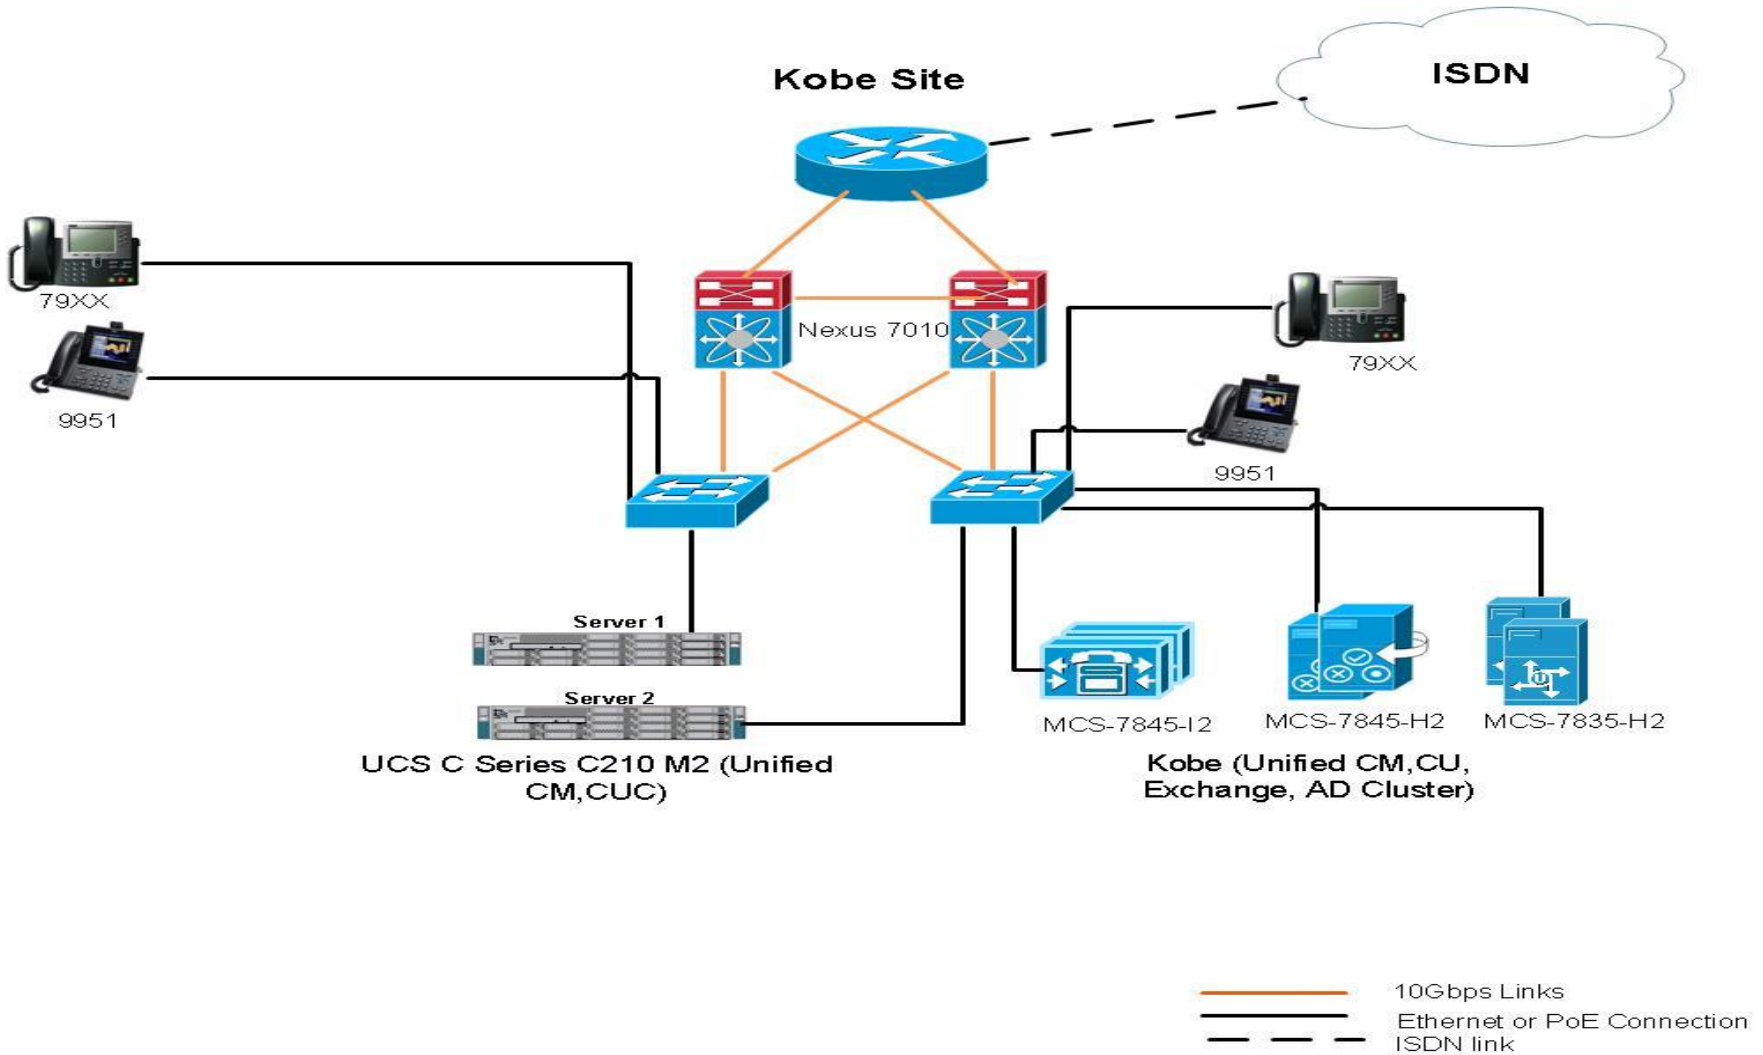 Kobe Site
ISDN
79XX
9951
Nexus 7010
79XX
9951
Server 1
Server 2
UCS C Series C210 M2 (Unified
CM,CUC)
MCS-7845-I2
MCS-7845-H2
MCS-7835-H2
Kobe (Unified CM,CU,
Exchange, AD Cluster)
10Gbps Links
Ethernet or PoE Connection
ISDN link